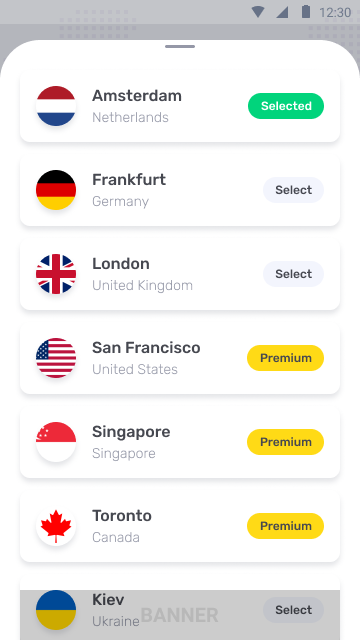 12:30
Amsterdam
Netherlands
Selected
Frankfurt
Germany
Select
London
United Kingdom
Select
San Francisco
United States
Premium
Singapore
Singapore
Premium
Toronto
Canada
Premium
Kiev
Ukraine
Select
BANNER